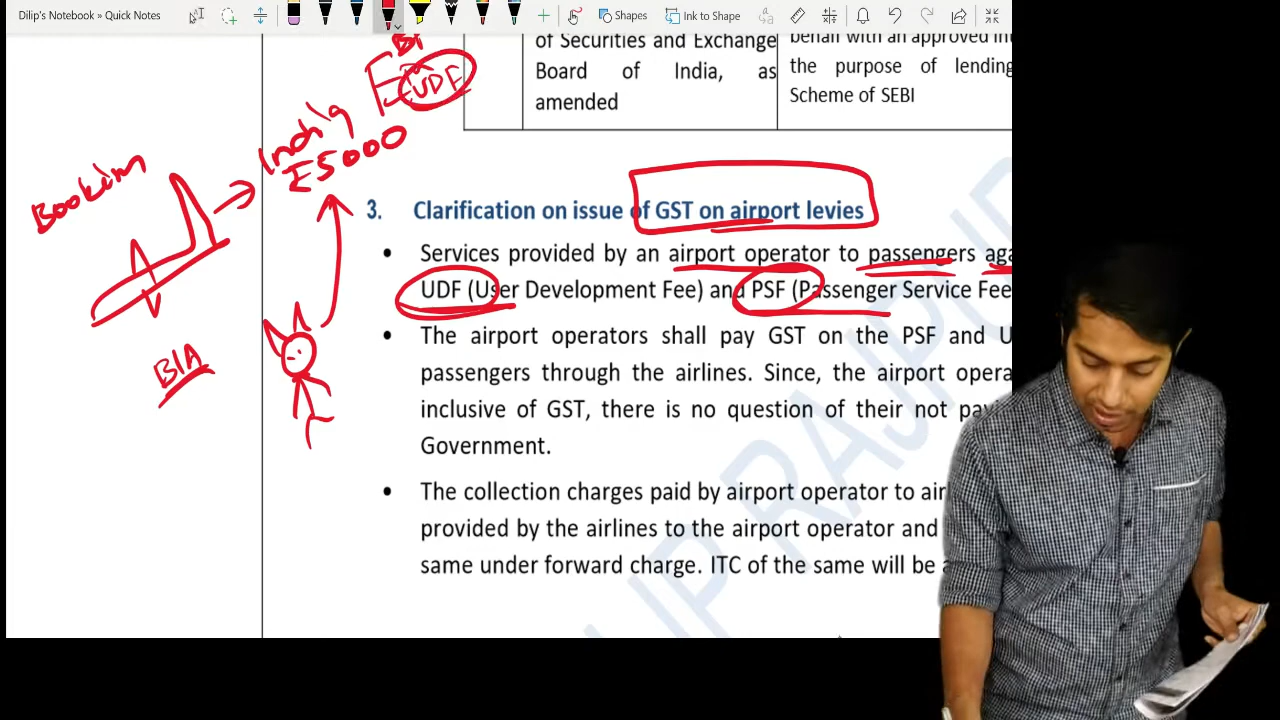 Dilip's Notebook » Quick Notes
Shapes
Ink to Shape
of Securities and Exchange
Board of India, as
amended
behalf with an approved
the purpose of lending
Scheme of SEBI
UDF
Indig
₹5000
Booking
BIA
3. Clarification on issue of GST on airport levies
• Services provided by an airport operator to passengers aga
UDF (User Development Fee) and PSF (Passenger Service Fee
• The airport operators shall pay GST on the PSF and U
passengers through the airlines. Since, the airport opera
inclusive of GST, there is no question of their not pay
Government.
• The collection charges paid by airport operator to air
provided by the airlines to the airport operator and
same under forward charge. ITC of the same will be